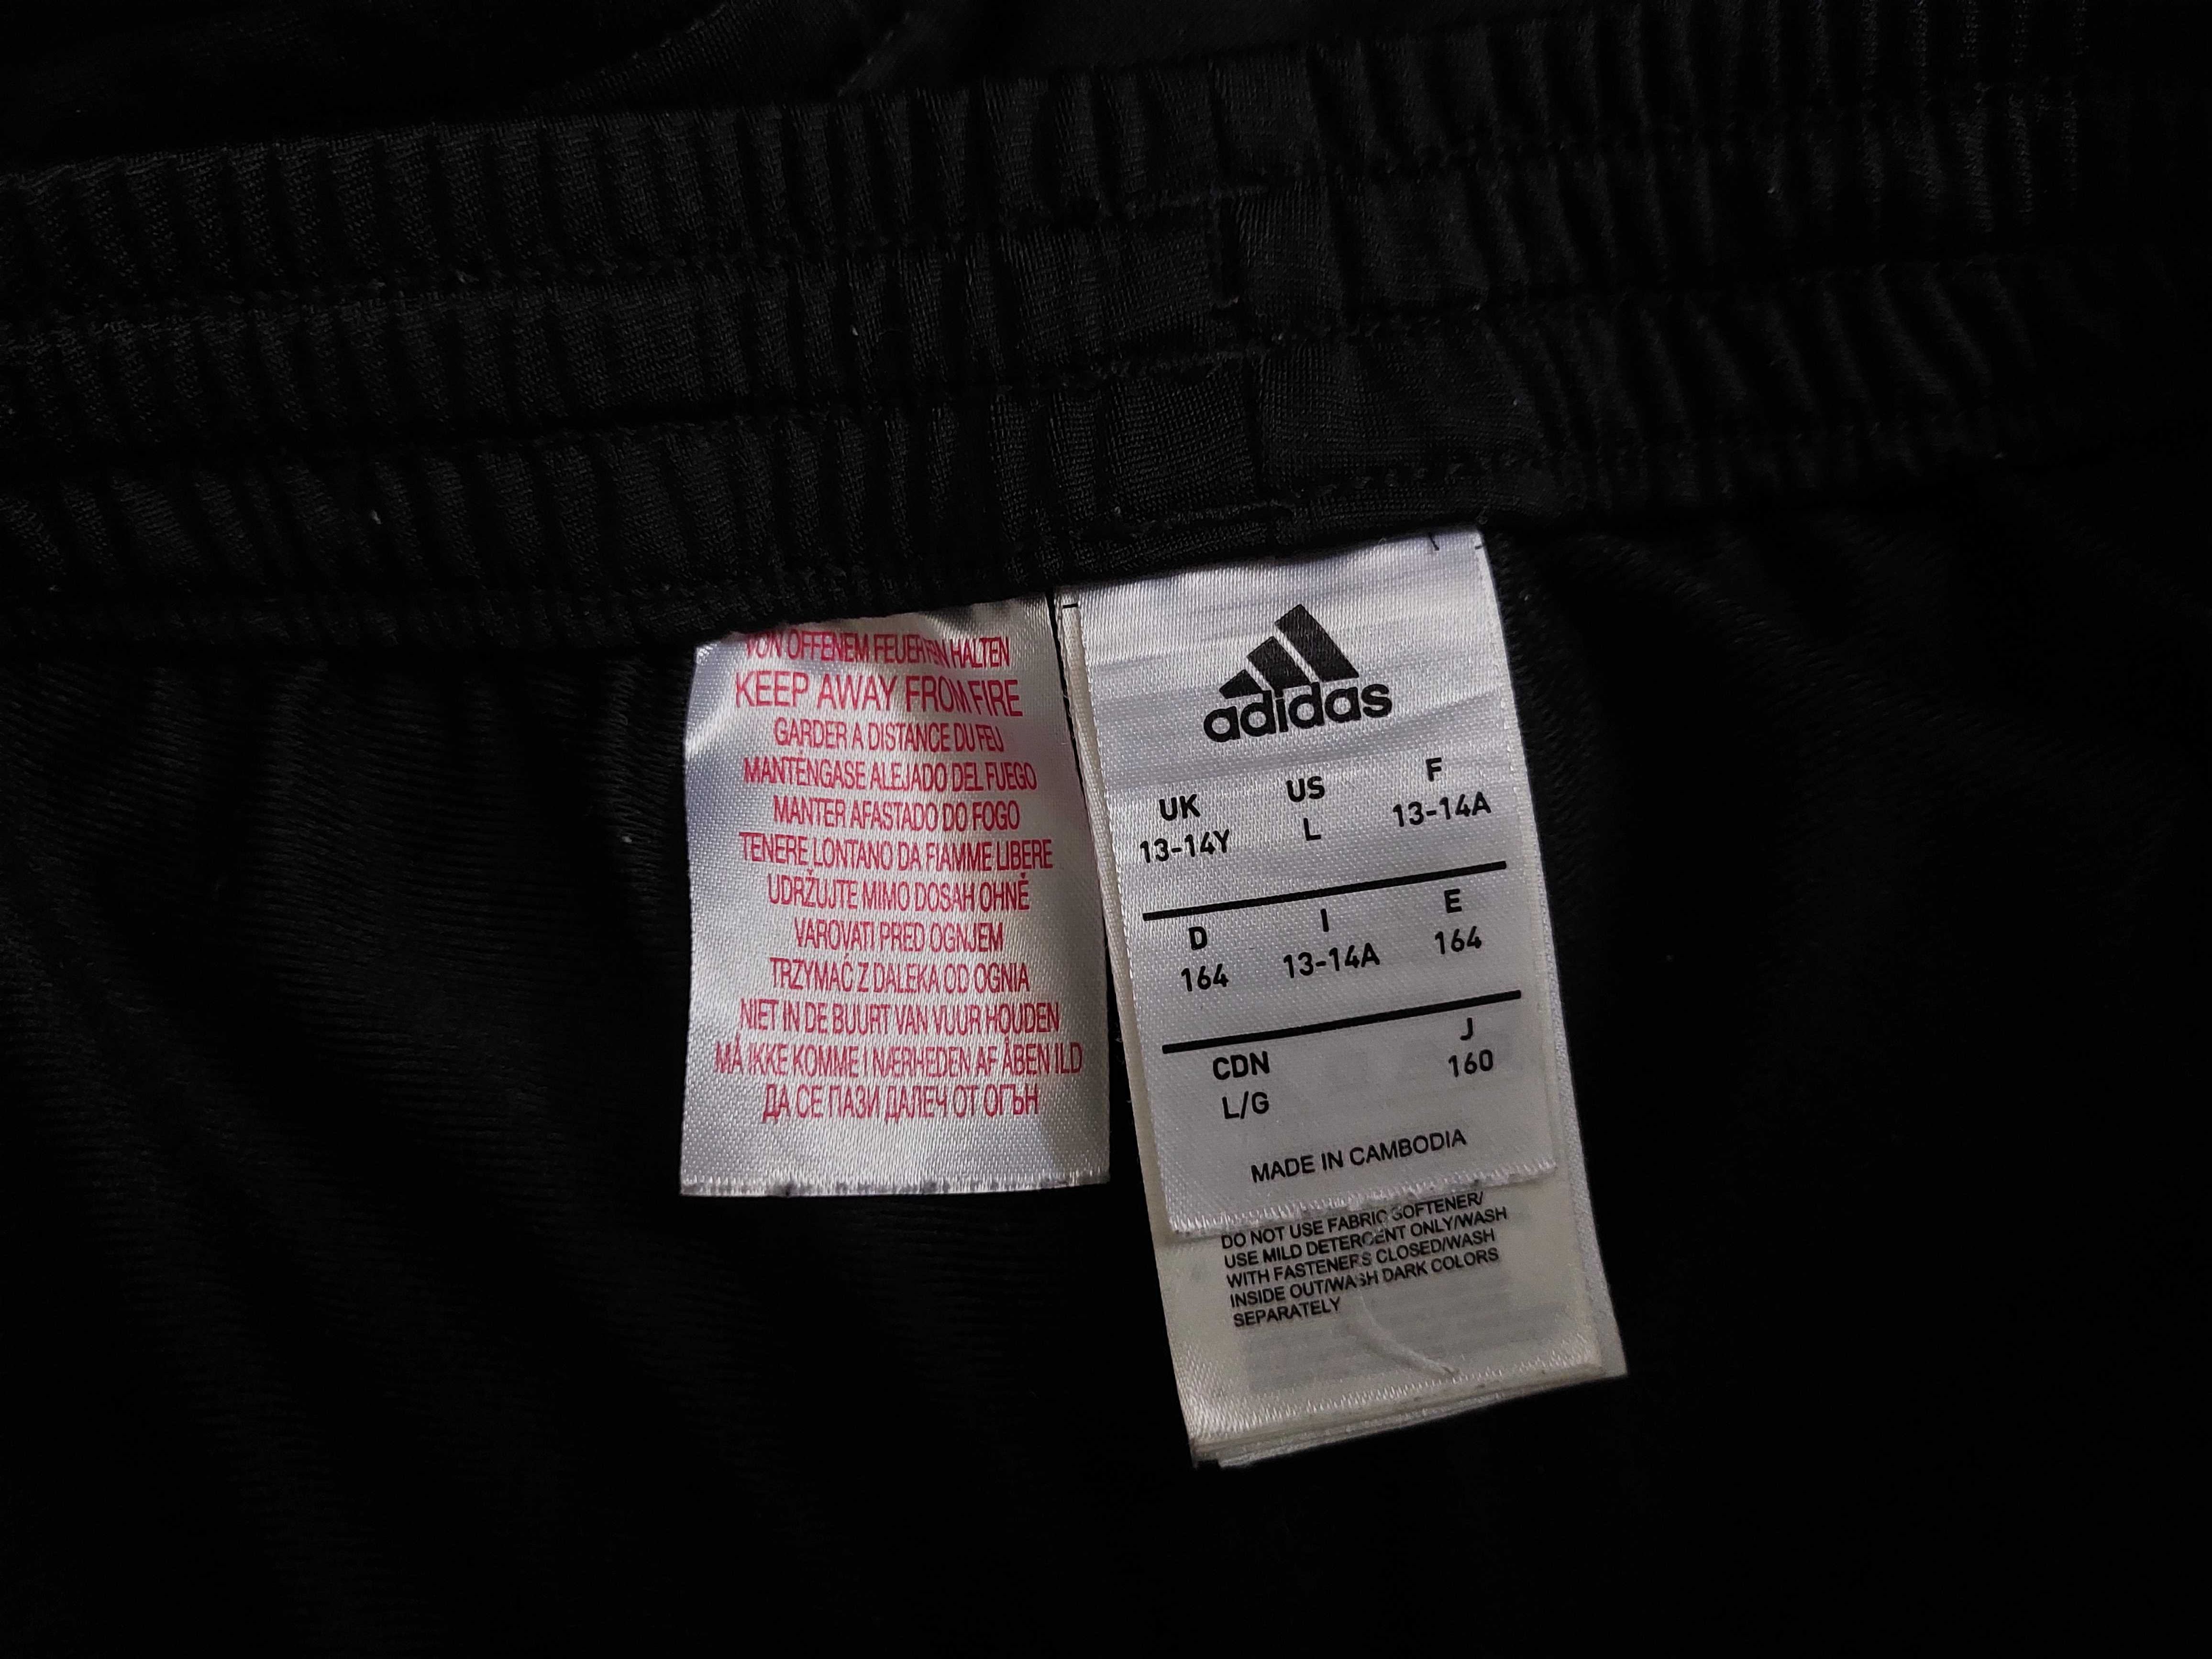 VON OFFENEM FEUER FERN HALTEN
KEEP AWAY FROM FIRE
GARDER A DISTANCE DU FEU
MANTENGASE ALEJADO DEL FUEGO
MANTER AFASTADO DO FOGO
TENERE LONTANO DA FIAMME LIBERE
UDRŽUJTE MIMO DOSAH OHNĚ
VAROVATI PRED OGNJEM
TRZYMAĆ Z DALEKA OD OGNIA
NIET IN DE BUURT VAN VUUR HOUDEN
MÅ IKKE KOMME I NÆRHEDEN AF ÅBEN ILD
ДА СЕ ПАЗИ ДАЛЕЧ ОТ ОГЪН
adidas
UK US F
13-14Y L 13-14A
D I E
164 13-14A 164
CDN J
L/G 160
MADE IN CAMBODIA
DO NOT USE FABRIC SOFTENER/
USE MILD DETERGENT ONLY/WASH
WITH FASTENERS CLOSED/WASH
INSIDE OUT/WASH DARK COLORS
SEPARATELY